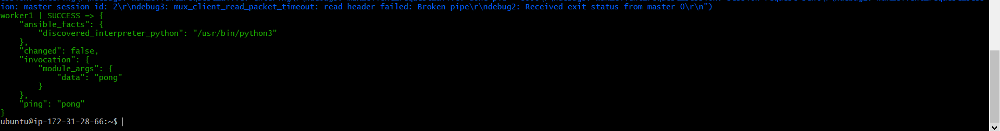 ion: master session id: 2\r\ndebug3: mux_client_read_packet_timeout: read header failed: Broken pipe\r\ndebug2: Received exit status from master 0\r\n")
worker1 | SUCCESS => {
    "ansible_facts": {
        "discovered_interpreter_python": "/usr/bin/python3"
    },
    "changed": false,
    "invocation": {
        "module_args": {
            "data": "pong"
        }
    },
    "ping": "pong"
}
ubuntu@ip-172-31-28-66:~$